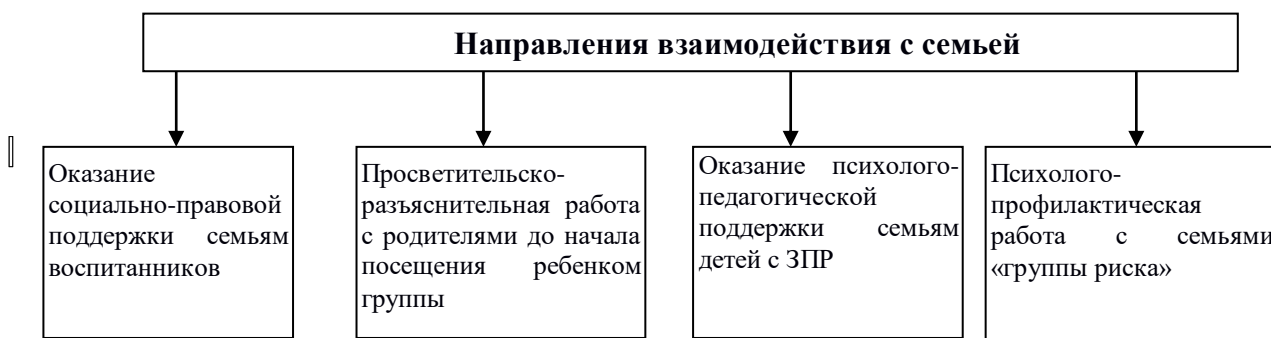 Направления взаимодействия с семьей
Оказание
социально-правовой
поддержки семьям
воспитанников
Просветительско-
разъяснительная работа
с родителями до начала
посещения ребенком
группы
Оказание психолого-
педагогической
поддержки семьям
детей с ЗПР
Психолого-
профилактическая
работа с семьями
«группы риска»